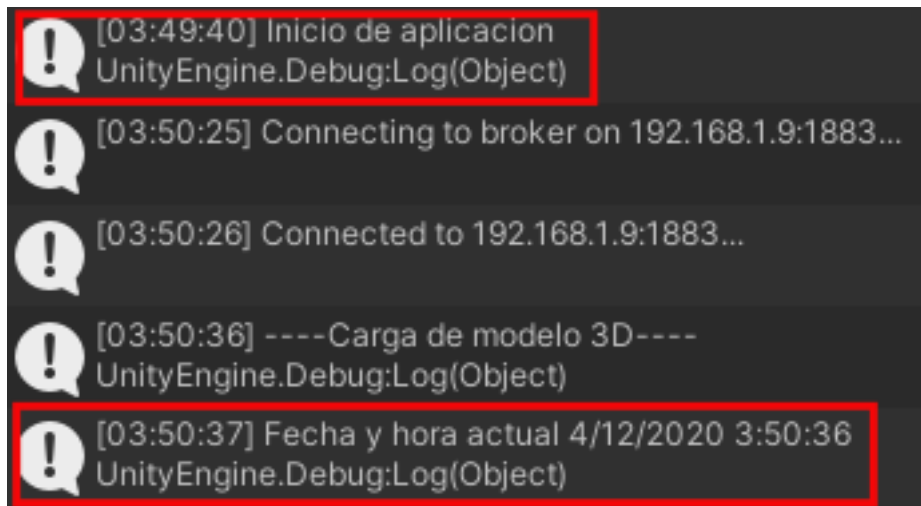 [03:49:40] Inicio de aplicacion
UnityEngine.Debug:Log(Object)
[03:50:25] Connecting to broker on 192.168.1.9:1883...
[03:50:26] Connected to 192.168.1.9:1883...
[03:50:36] ----Carga de modelo 3D----
UnityEngine.Debug:Log(Object)
[03:50:37] Fecha y hora actual 4/12/2020 3:50:36
UnityEngine.Debug:Log(Object)